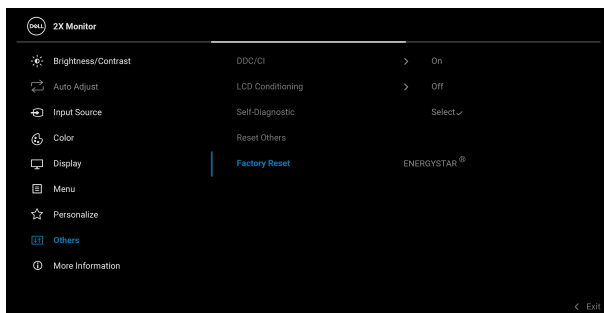 DELL 2X Monitor
Brightness/Contrast DDC/CI On
Auto Adjust LCD Conditioning Off
Input Source Self-Diagnostic Select
Color Reset Others
Display Factory Reset ENERGYSTAR ®
Menu
Personalize
Others
More Information
Exit